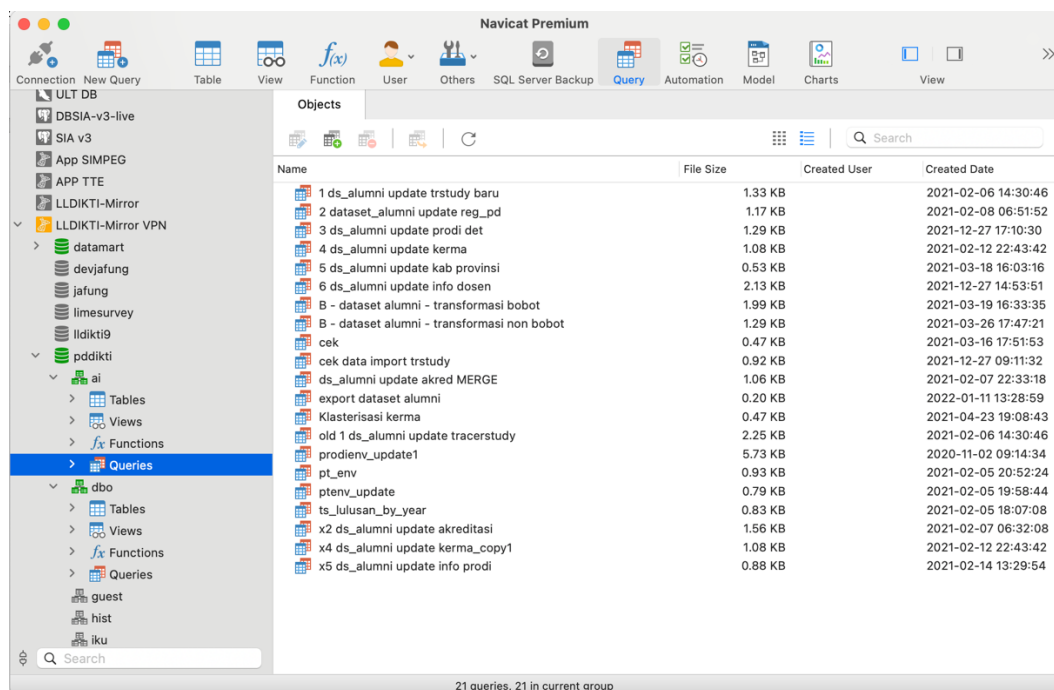 Navicat Premium
Connection New Query Table View Function User Others SQL Server Backup Query Automation Model Charts View
ULT DB
DBSIA-v3-live
SIA v3
App SIMPEG
APP TTE
LLDIKTI-Mirror
LLDIKTI-Mirror VPN
datamart
devjafung
jafung
limesurvey
lldikti9
pddikti
ai
Tables
Views
Functions
Queries
dbo
Tables
Views
Functions
Queries
guest
hist
iku
Search
Objects
Search
Name File Size Created User Created Date
1 ds_alumni update trstudy baru 1.33 KB 2021-02-06 14:30:46
2 dataset_alumni update reg_pd 1.17 KB 2021-02-08 06:51:52
3 ds_alumni update prodi det 1.29 KB 2021-12-27 17:10:30
4 ds_alumni update kerma 1.08 KB 2021-02-12 22:43:42
5 ds_alumni update kab provinsi 0.53 KB 2021-03-18 16:03:16
6 ds_alumni update info dosen 2.13 KB 2021-12-27 14:53:51
B - dataset alumni - transformasi bobot 1.99 KB 2021-03-19 16:33:35
B - dataset alumni - transformasi non bobot 1.29 KB 2021-03-26 17:47:21
cek 0.47 KB 2021-03-16 17:51:53
cek data import trstudy 0.92 KB 2021-12-27 09:11:32
ds_alumni update akred MERGE 1.06 KB 2021-02-07 22:33:18
export dataset alumni 0.20 KB 2022-01-11 13:28:59
Klasterisasi kerma 0.47 KB 2021-04-23 19:08:43
old 1 ds_alumni update tracerstudy 2.25 KB 2021-02-06 14:30:46
prodienv_update1 5.73 KB 2020-11-02 09:14:34
pt_env 0.93 KB 2021-02-05 20:52:24
ptenv_update 0.79 KB 2021-02-05 19:58:44
ts_lulusan_by_year 0.83 KB 2021-02-05 18:07:08
x2 ds_alumni update akreditasi 1.56 KB 2021-02-07 06:32:08
x4 ds_alumni update kerma_copy1 1.08 KB 2021-02-12 22:43:42
x5 ds_alumni update info prodi 0.88 KB 2021-02-14 13:29:54
21 queries, 21 in current group